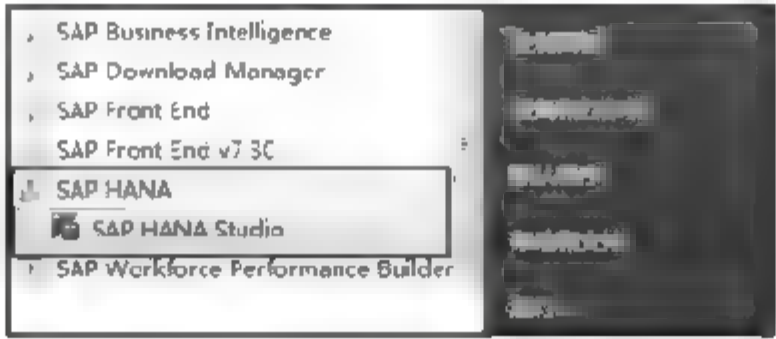 SAP Business Intelligence
SAP Download Manager
SAP Front End
SAP Front End v7.30
SAP HANA
SAP HANA Studio
SAP Workforce Performance Builder